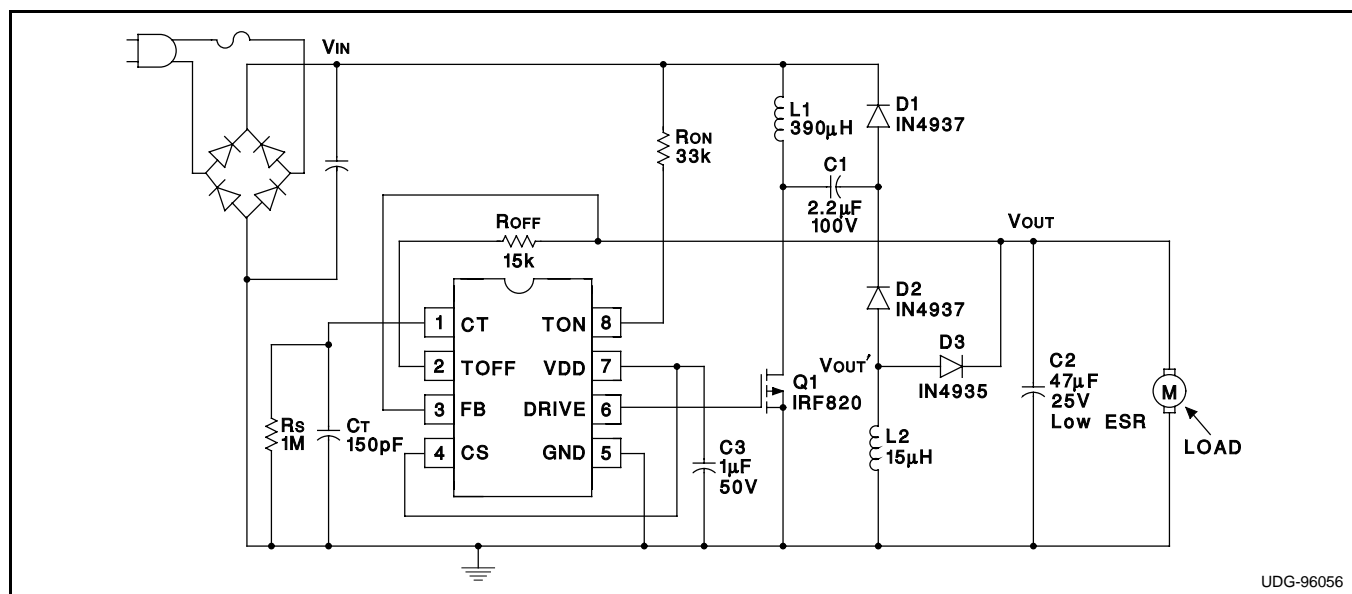 VIN
L1
390µH
D1
IN4937
RON
33k
C1
2.2µF
100V
ROFF
15k
VOUT
1 CT
2 TOFF
3 FB
4 CS
TON 8
VDD 7
DRIVE 6
GND 5
D2
IN4937
D3
IN4935
VOUT'
Q1
IRF820
C2
47µF
25V
Low ESR
M
LOAD
RS
1M
CT
150pF
C3
1µF
50V
L2
15µH
UDG-96056